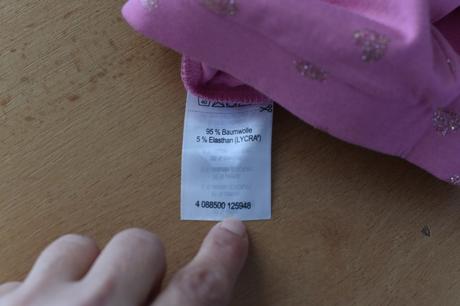 95 % Baumwolle
5 % Elasthan (LYCRA®)
4 088500 125948